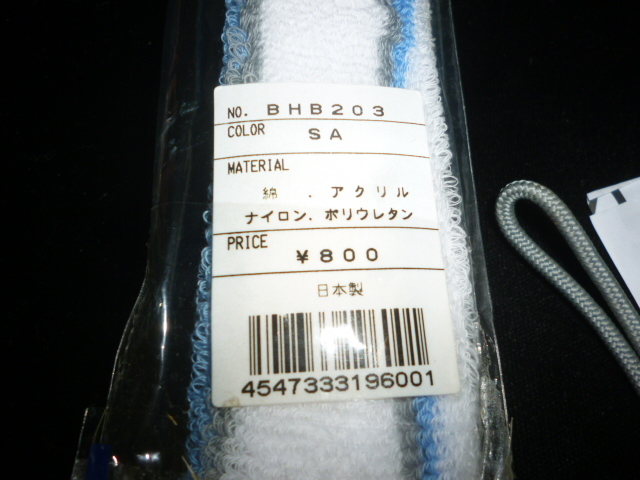 NO. BHB203
COLOR SA
MATERIAL
綿 . アクリル
ナイロン. ポリウレタン
PRICE
¥800
日本製
4547333196001